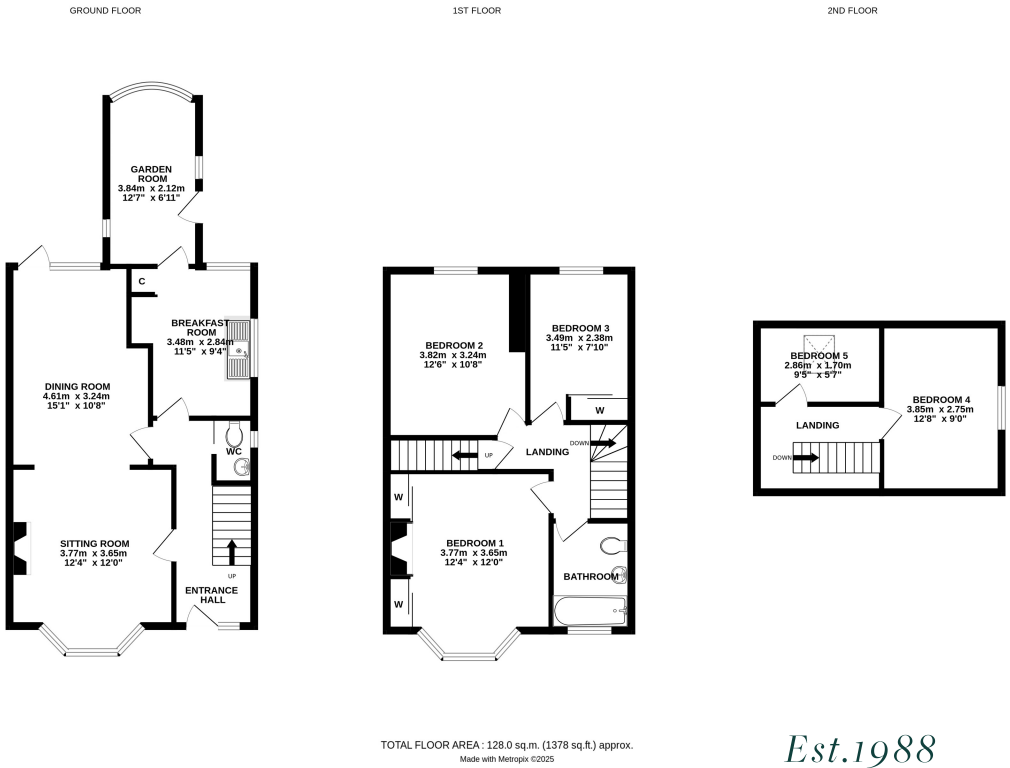 GROUND FLOOR
GARDEN
ROOM
3.84m x 2.12m
12'7" x 6'11"
C
BREAKFAST
ROOM
3.48m x 2.84m
11'5" x 9'4"
DINING ROOM
4.61m x 3.24m
15'1" x 10'8"
WC
SITTING ROOM
3.77m x 3.65m
12'4" x 12'0"
UP
ENTRANCE
HALL
1ST FLOOR
BEDROOM 2
3.82m x 3.24m
12'6" x 10'8"
BEDROOM 3
3.49m x 2.38m
11'5" x 7'10"
W
DOWN
UP
LANDING
W
BEDROOM 1
3.77m x 3.65m
12'4" x 12'0"
BATHROOM
W
2ND FLOOR
BEDROOM 5
2.86m x 1.70m
9'5" x 5'7"
BEDROOM 4
3.85m x 2.75m
12'8" x 9'0"
LANDING
DOWN
TOTAL FLOOR AREA : 128.0 sq.m. (1378 sq.ft.) approx.
Made with Metropix ©2025
Est.1988